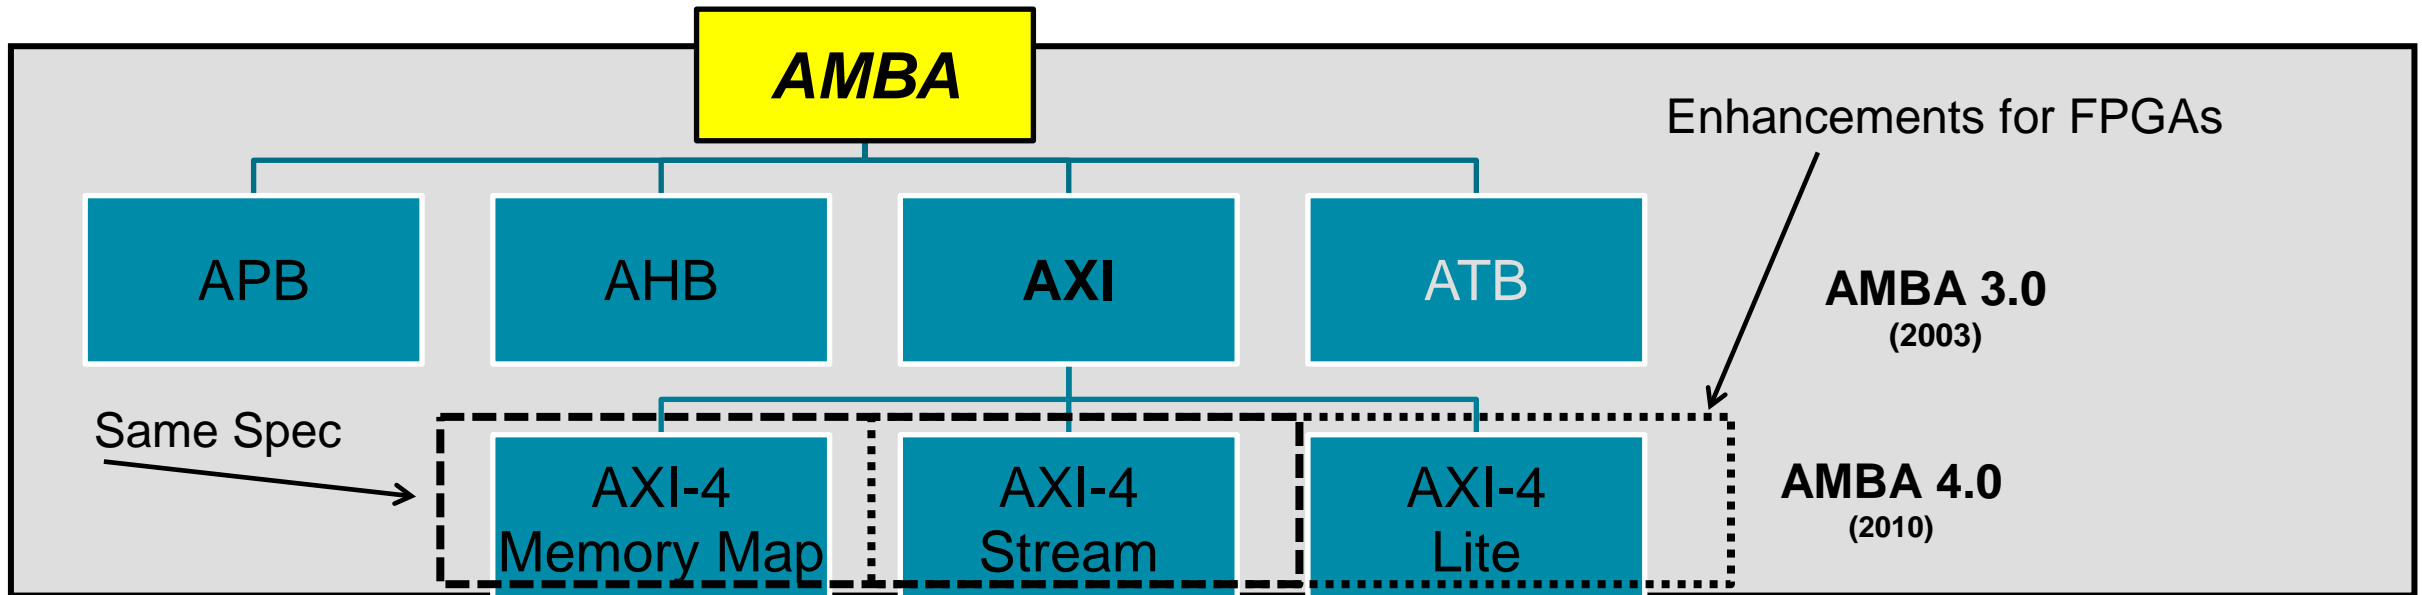 AMBA
Enhancements for FPGAs
APB
AHB
AXI
ATB
AMBA 3.0
(2003)
Same Spec
AXI-4
Memory Map
AXI-4
Stream
AXI-4
Lite
AMBA 4.0
(2010)